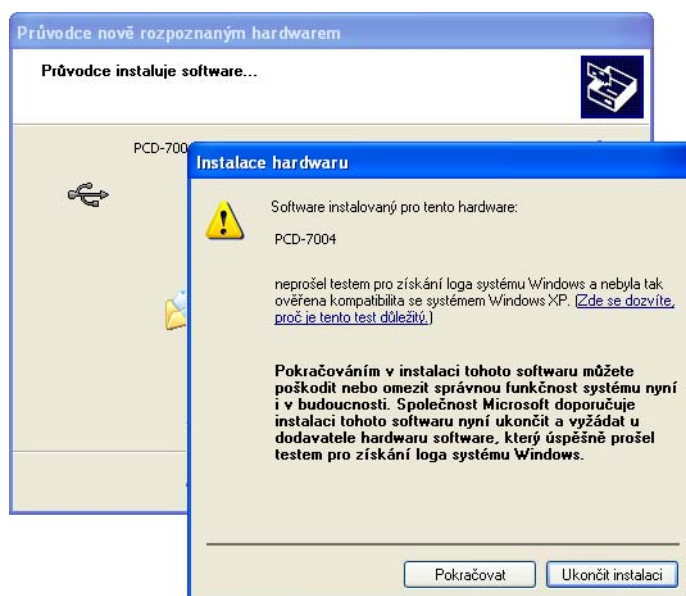 Průvodce nově rozpoznaným hardwarem
Průvodce instaluje software...
PCD-700
Instalace hardwaru
Software instalovaný pro tento hardware:
PCD-7004
neprošel testem pro získání loga systému Windows a nebyla tak
ověřena kompatibilita se systémem Windows XP. (Zde se dozvíte,
proč je tento test důležitý.)
Pokračováním v instalaci tohoto softwaru můžete
poškodit nebo omezit správnou funkčnost systému nyní
i v budoucnosti. Společnost Microsoft doporučuje
instalaci tohoto softwaru nyní ukončit a vyžádat u
dodavatele hardwaru software, který úspěšně prošel
testem pro získání loga systému Windows.
Pokračovat
Ukončit instalaci